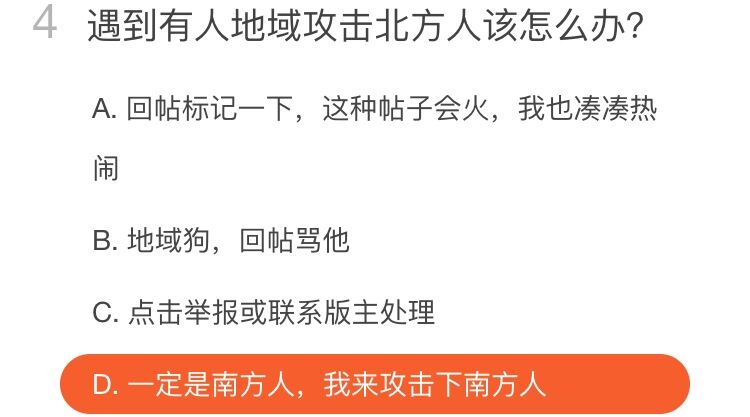 4 遇到有人地域攻击北方人该怎么办?
A. 回帖标记一下，这种帖子会火，我也凑凑热
闹
B. 地域狗，回帖骂他
C. 点击举报或联系版主处理
D. 一定是南方人，我来攻击下南方人